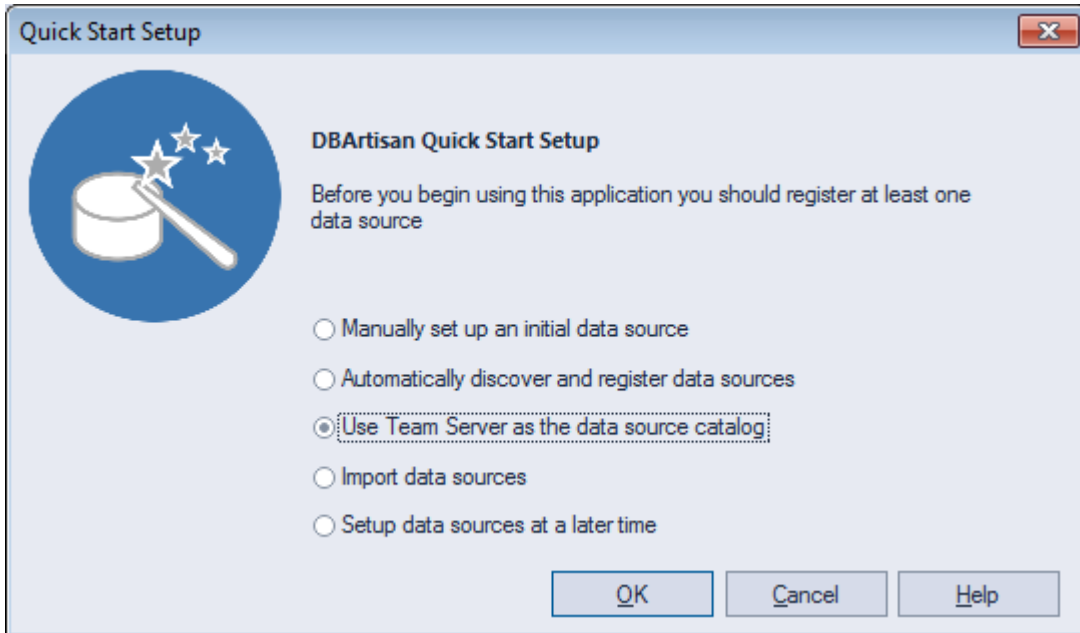 Quick Start Setup
DBArtisan Quick Start Setup
Before you begin using this application you should register at least one
data source
Manually set up an initial data source
Automatically discover and register data sources
Use Team Server as the data source catalog
Import data sources
Setup data sources at a later time
OK
Cancel
Help